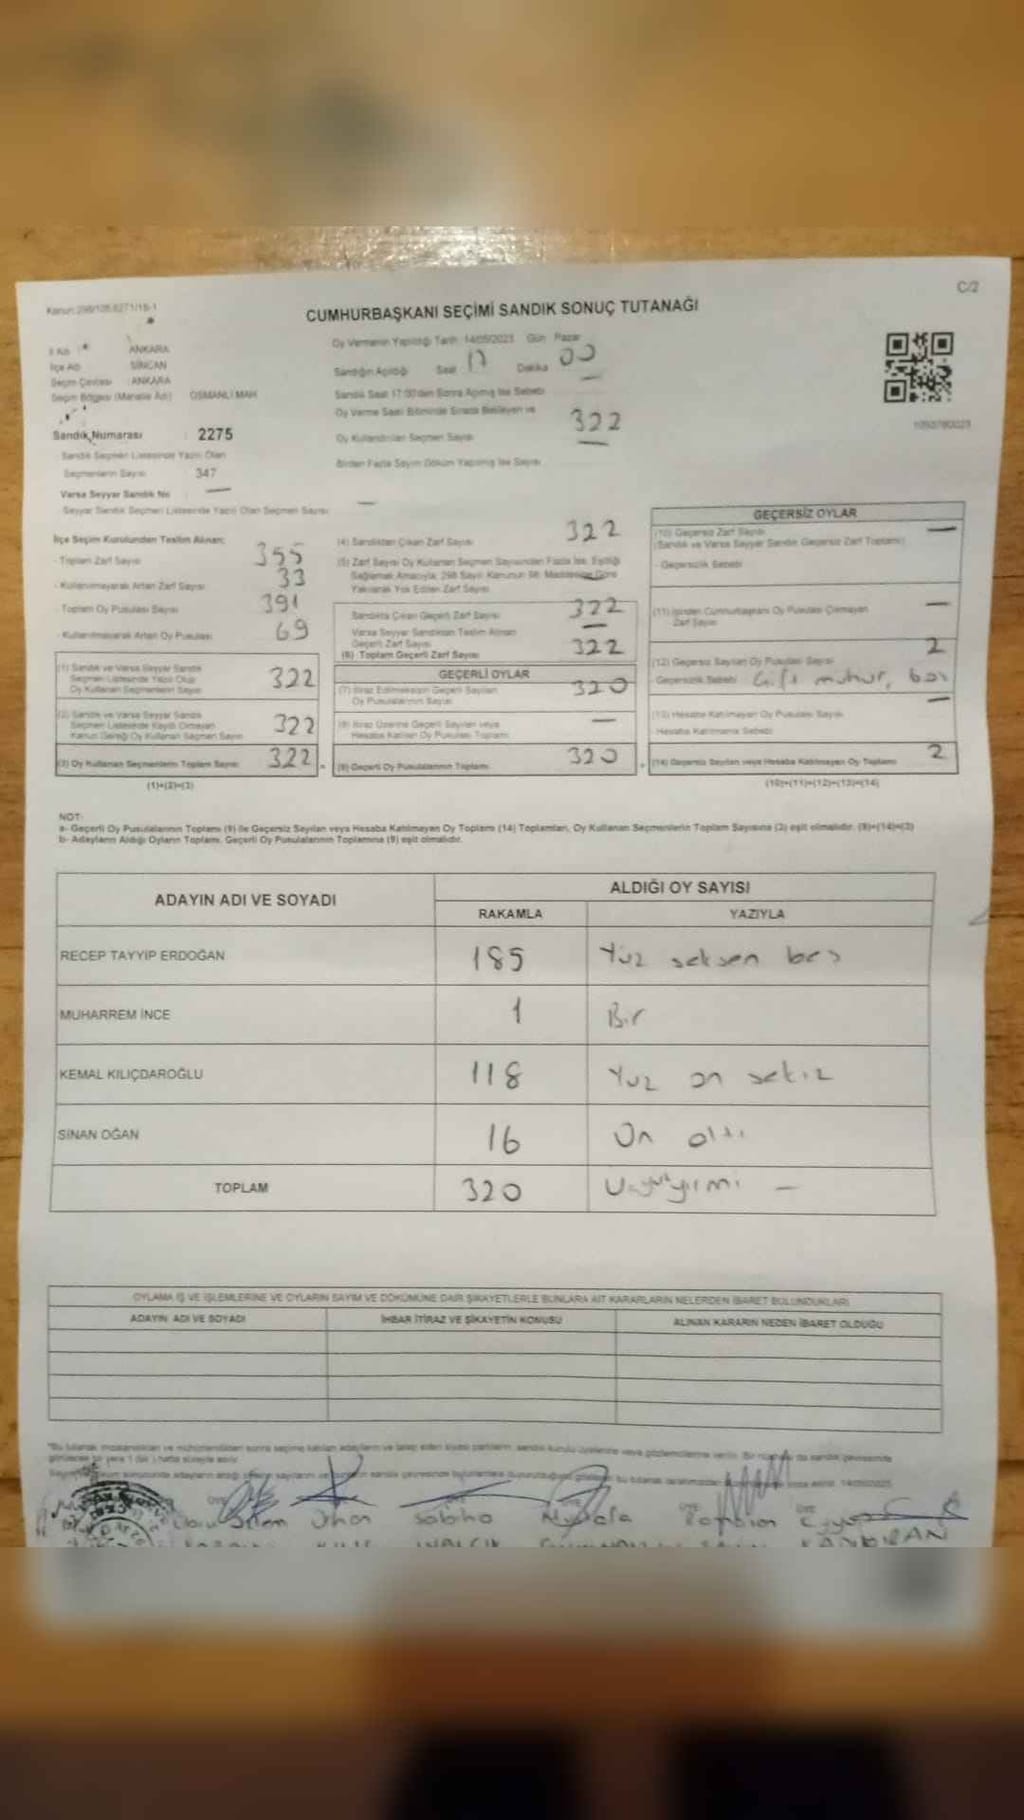 Kanun:298/105,6271/16-1
C/2
CUMHURBAŞKANI SEÇİMİ SANDIK SONUÇ TUTANAĞI
İl Adı : ANKARA
İlçe Adı : SİNCAN
Seçim Çevresi : ANKARA
Seçim Bölgesi (Mahalle Adı) : OSMANLI MAH.
Sandık Numarası : 2275
Sandık Seçmen Listesinde Yazılı Olan
Seçmenlerin Sayısı : 347
Varsa Seyyar Sandık No —
Seyyar Sandık Seçmen Listesinde Yazılı Olan Seçmen Sayısı —
Oy Vermenin Yapıldığı Tarih 14/05/2023 Gün Pazar
Sandığın Açıldığı Saat 17 Dakika 00
Sandık Saat 17:00'den Sonra Açılmış İse Sebebi —
Oy Verme Saati Bitiminde Sırada Bekleyen ve
Oy Kullandırılan Seçmen Sayısı 322
Birden Fazla Sayım Döküm Yapılmış İse Sayısı —
İlçe Seçim Kurulundan Teslim Alınan;
- Toplam Zarf Sayısı 355
- Kullanılmayarak Artan Zarf Sayısı 33
- Toplam Oy Pusulası Sayısı 391
- Kullanılmayarak Artan Oy Pusulası 69
(1) Sandık ve Varsa Seyyar Sandık
Seçmen Listesinde Yazılı Olup
Oy Kullanan Seçmenlerin Sayısı 322
(2) Sandık ve Varsa Seyyar Sandık
Seçmen Listesinde Kaydı Olmayan
Kanun Gereği Oy Kullanan Seçmen Sayısı 322
(3) Oy Kullanan Seçmenlerin Toplam Sayısı 322
(1)+(2)=(3)
(4) Sandıktan Çıkan Zarf Sayısı 322
(5) Zarf Sayısı Oy Kullanan Seçmen Sayısından Fazla İse, Eşitliği
Sağlamak Amacıyla, 298 Sayılı Kanunun 98. Maddesine Göre
Yakılarak Yok Edilen Zarf Sayısı —
Sandıkta Çıkan Geçerli Zarf Sayısı 322
Varsa Seyyar Sandıktan Teslim Alınan
Geçerli Zarf Sayısı —
(6) Toplam Geçerli Zarf Sayısı 322
GEÇERLİ OYLAR
(7) İtiraz Edilmeksizin Geçerli Sayılan
Oy Pusulalarının Sayısı 320
(8) İtiraz Üzerine Geçerli Sayılan veya
Hesaba Katılan Oy Pusulası Toplamı —
(9) Geçerli Oy Pusulalarının Toplamı 320
GEÇERSİZ OYLAR
(10) Geçersiz Zarf Sayısı —
(Sandık ve Varsa Seyyar Sandık Geçersiz Zarf Toplamı)
- Geçersizlik Sebebi
(11) İçinden Cumhurbaşkanı Oy Pusulası Çıkmayan
Zarf Sayısı —
(12) Geçersiz Sayılan Oy Pusulası Sayısı 2
Geçersizlik Sebebi Çift mühür, boş
(13) Hesaba Katılmayan Oy Pusulası Sayısı —
-Hesaba Katılmama Sebebi
(14) Geçersiz Sayılan veya Hesaba Katılmayan Oy Toplamı 2
(10)+(11)+(12)+(13)=(14)
NOT:
a- Geçerli Oy Pusulalarının Toplamı (9) ile Geçersiz Sayılan veya Hesaba Katılmayan Oy Toplamı (14) Toplamları, Oy Kullanan Seçmenlerin Toplam Sayısına (3) eşit olmalıdır. (9)+(14)=(3)
b- Adayların Aldığı Oyların Toplamı, Geçerli Oy Pusulalarının Toplamına (9) eşit olmalıdır.
ADAYIN ADI VE SOYADI
ALDIĞI OY SAYISI
RAKAMLA YAZIYLA
RECEP TAYYİP ERDOĞAN 185 Yüz seksen beş
MUHARREM İNCE 1 Bir
KEMAL KILIÇDAROĞLU 118 Yüz on sekiz
SİNAN OĞAN 16 On altı
TOPLAM 320 Üçyüzyirmi —
OYLAMA İŞ VE İŞLEMLERİNE VE OYLARIN SAYIM VE DÖKÜMÜNE DAİR ŞİKAYETLERLE BUNLARA AİT KARARLARIN NELERDEN İBARET BULUNDUKLARI
ADAYIN ADI VE SOYADI İHBAR İTİRAZ VE ŞİKAYETİN KONUSU ALINAN KARARIN NEDEN İBARET OLDUĞU